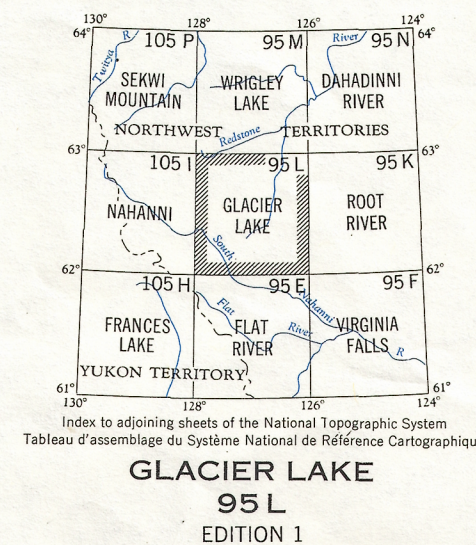 130° 128° 126° 124°
64° 105 P 95 M River 95 N 64°
Twitya R
SEKWI MOUNTAIN
WRIGLEY LAKE
DAHADINNI RIVER
NORTHWEST Redstone TERRITORIES
63° 105 I 95 L 95 K 63°
NAHANNI
GLACIER LAKE
ROOT RIVER
South
62° 105 H 95 E 95 F 62°
Nahanni
Flat River
FRANCES LAKE
FLAT RIVER
VIRGINIA FALLS
R
YUKON TERRITORY
61° 61°
130° 128° 126° 124°
Index to adjoining sheets of the National Topographic System
Tableau d'assemblage du Système National de Référence Cartographiqu
GLACIER LAKE
95 L
EDITION 1